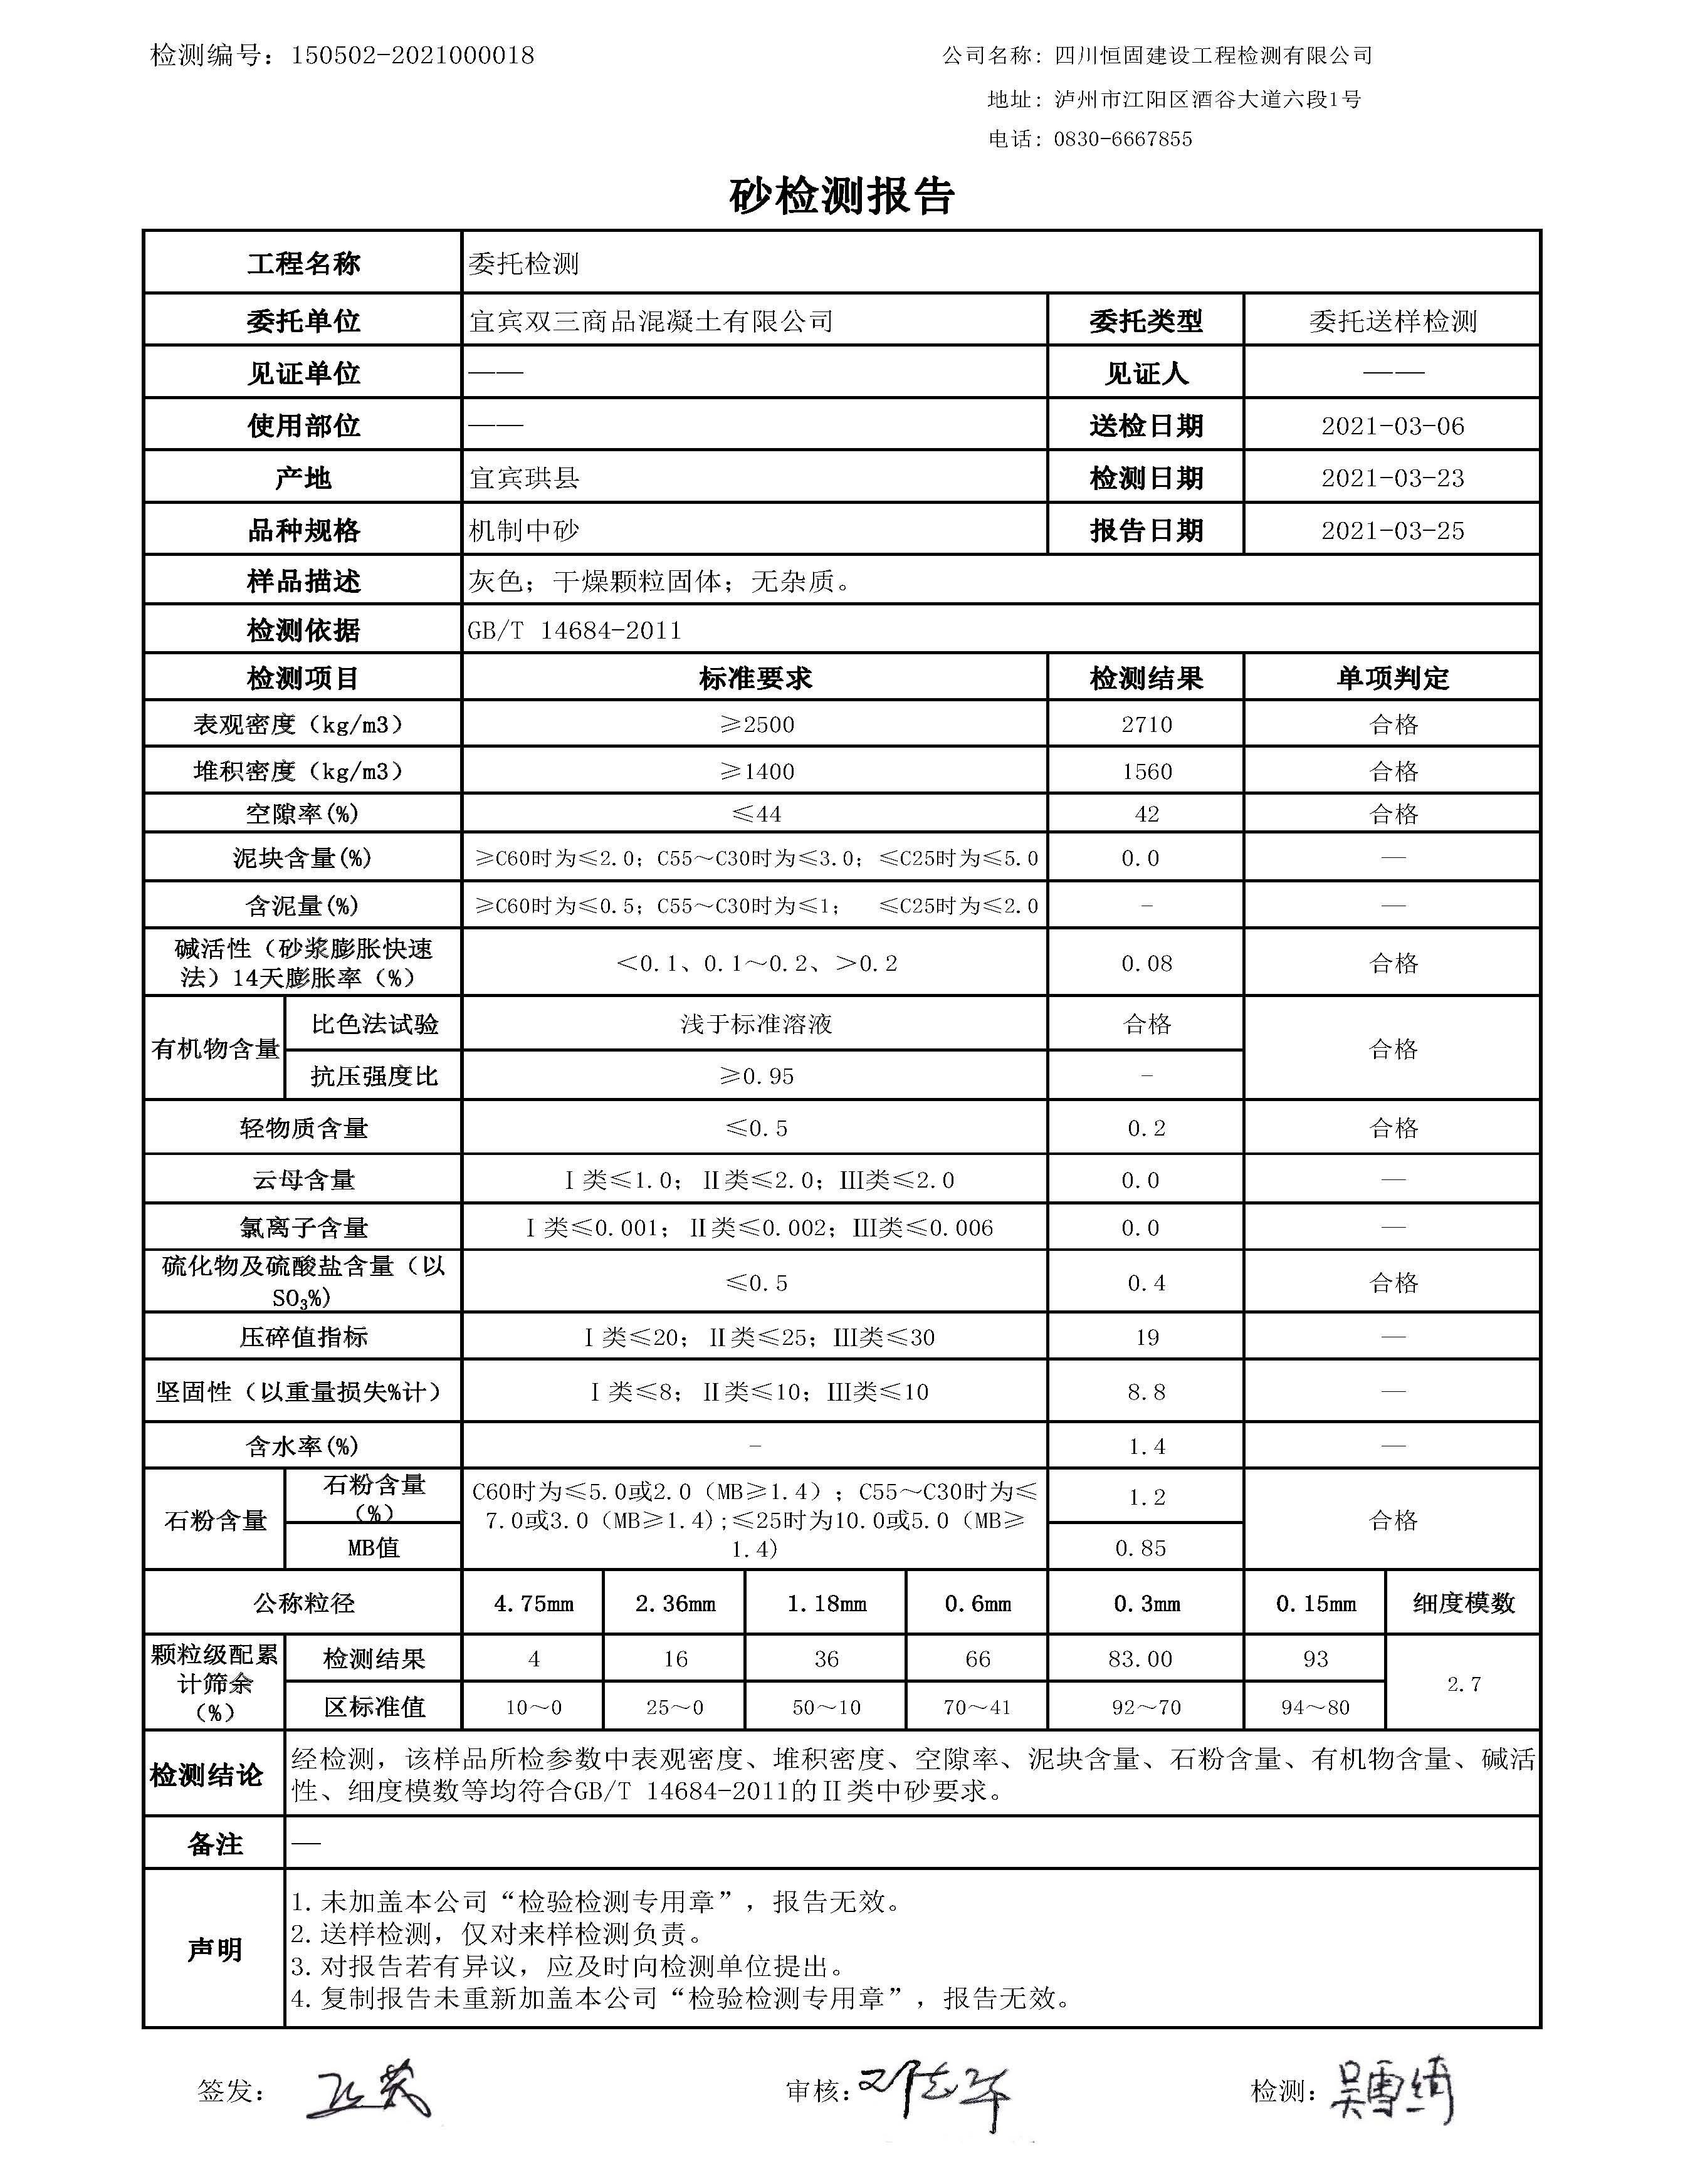 检测编号：150502-2021000018
公司名称：四川恒固建设工程检测有限公司
地址：泸州市江阳区酒谷大道六段1号
电话：0830-6667855
砂检测报告
工程名称 委托检测
委托单位 宜宾双三商品混凝土有限公司 委托类型 委托送样检测
见证单位 —— 见证人 ——
使用部位 —— 送检日期 2021-03-06
产地 宜宾珙县 检测日期 2021-03-23
品种规格 机制中砂 报告日期 2021-03-25
样品描述 灰色；干燥颗粒固体；无杂质。
检测依据 GB/T 14684-2011
检测项目 标准要求 检测结果 单项判定
表观密度（kg/m3） ≥2500 2710 合格
堆积密度（kg/m3） ≥1400 1560 合格
空隙率(%) ≤44 42 合格
泥块含量(%) ≥C60时为≤2.0；C55～C30时为≤3.0；≤C25时为≤5.0 0.0 —
含泥量(%) ≥C60时为≤0.5；C55～C30时为≤1； ≤C25时为≤2.0 - —
碱活性（砂浆膨胀快速
法）14天膨胀率（%） <0.1、0.1～0.2、>0.2 0.08 合格
有机物含量 比色法试验 浅于标准溶液 合格 合格
抗压强度比 ≥0.95 -
轻物质含量 ≤0.5 0.2 合格
云母含量 Ⅰ类≤1.0；Ⅱ类≤2.0；Ⅲ类≤2.0 0.0 —
氯离子含量 Ⅰ类≤0.001；Ⅱ类≤0.002；Ⅲ类≤0.006 0.0 —
硫化物及硫酸盐含量（以
SO₃%） ≤0.5 0.4 合格
压碎值指标 Ⅰ类≤20；Ⅱ类≤25；Ⅲ类≤30 19 —
坚固性（以重量损失%计） Ⅰ类≤8；Ⅱ类≤10；Ⅲ类≤10 8.8 —
含水率(%) - 1.4 —
石粉含量 石粉含量
（%） C60时为≤5.0或2.0（MB≥1.4）；C55～C30时为≤
7.0或3.0（MB≥1.4);≤25时为10.0或5.0（MB≥
1.4) 1.2 合格
MB值 0.85
公称粒径 4.75mm 2.36mm 1.18mm 0.6mm 0.3mm 0.15mm 细度模数
颗粒级配累
计筛余
（%） 检测结果 4 16 36 66 83.00 93 2.7
区标准值 10～0 25～0 50～10 70～41 92～70 94～80
检测结论 经检测，该样品所检参数中表观密度、堆积密度、空隙率、泥块含量、石粉含量、有机物含量、碱活
性、细度模数等均符合GB/T 14684-2011的Ⅱ类中砂要求。
备注 —
声明
1.未加盖本公司“检验检测专用章”，报告无效。
2.送样检测，仅对来样检测负责。
3.对报告若有异议，应及时向检测单位提出。
4.复制报告未重新加盖本公司“检验检测专用章”，报告无效。
签发： 审核： 检测：吴雪绮